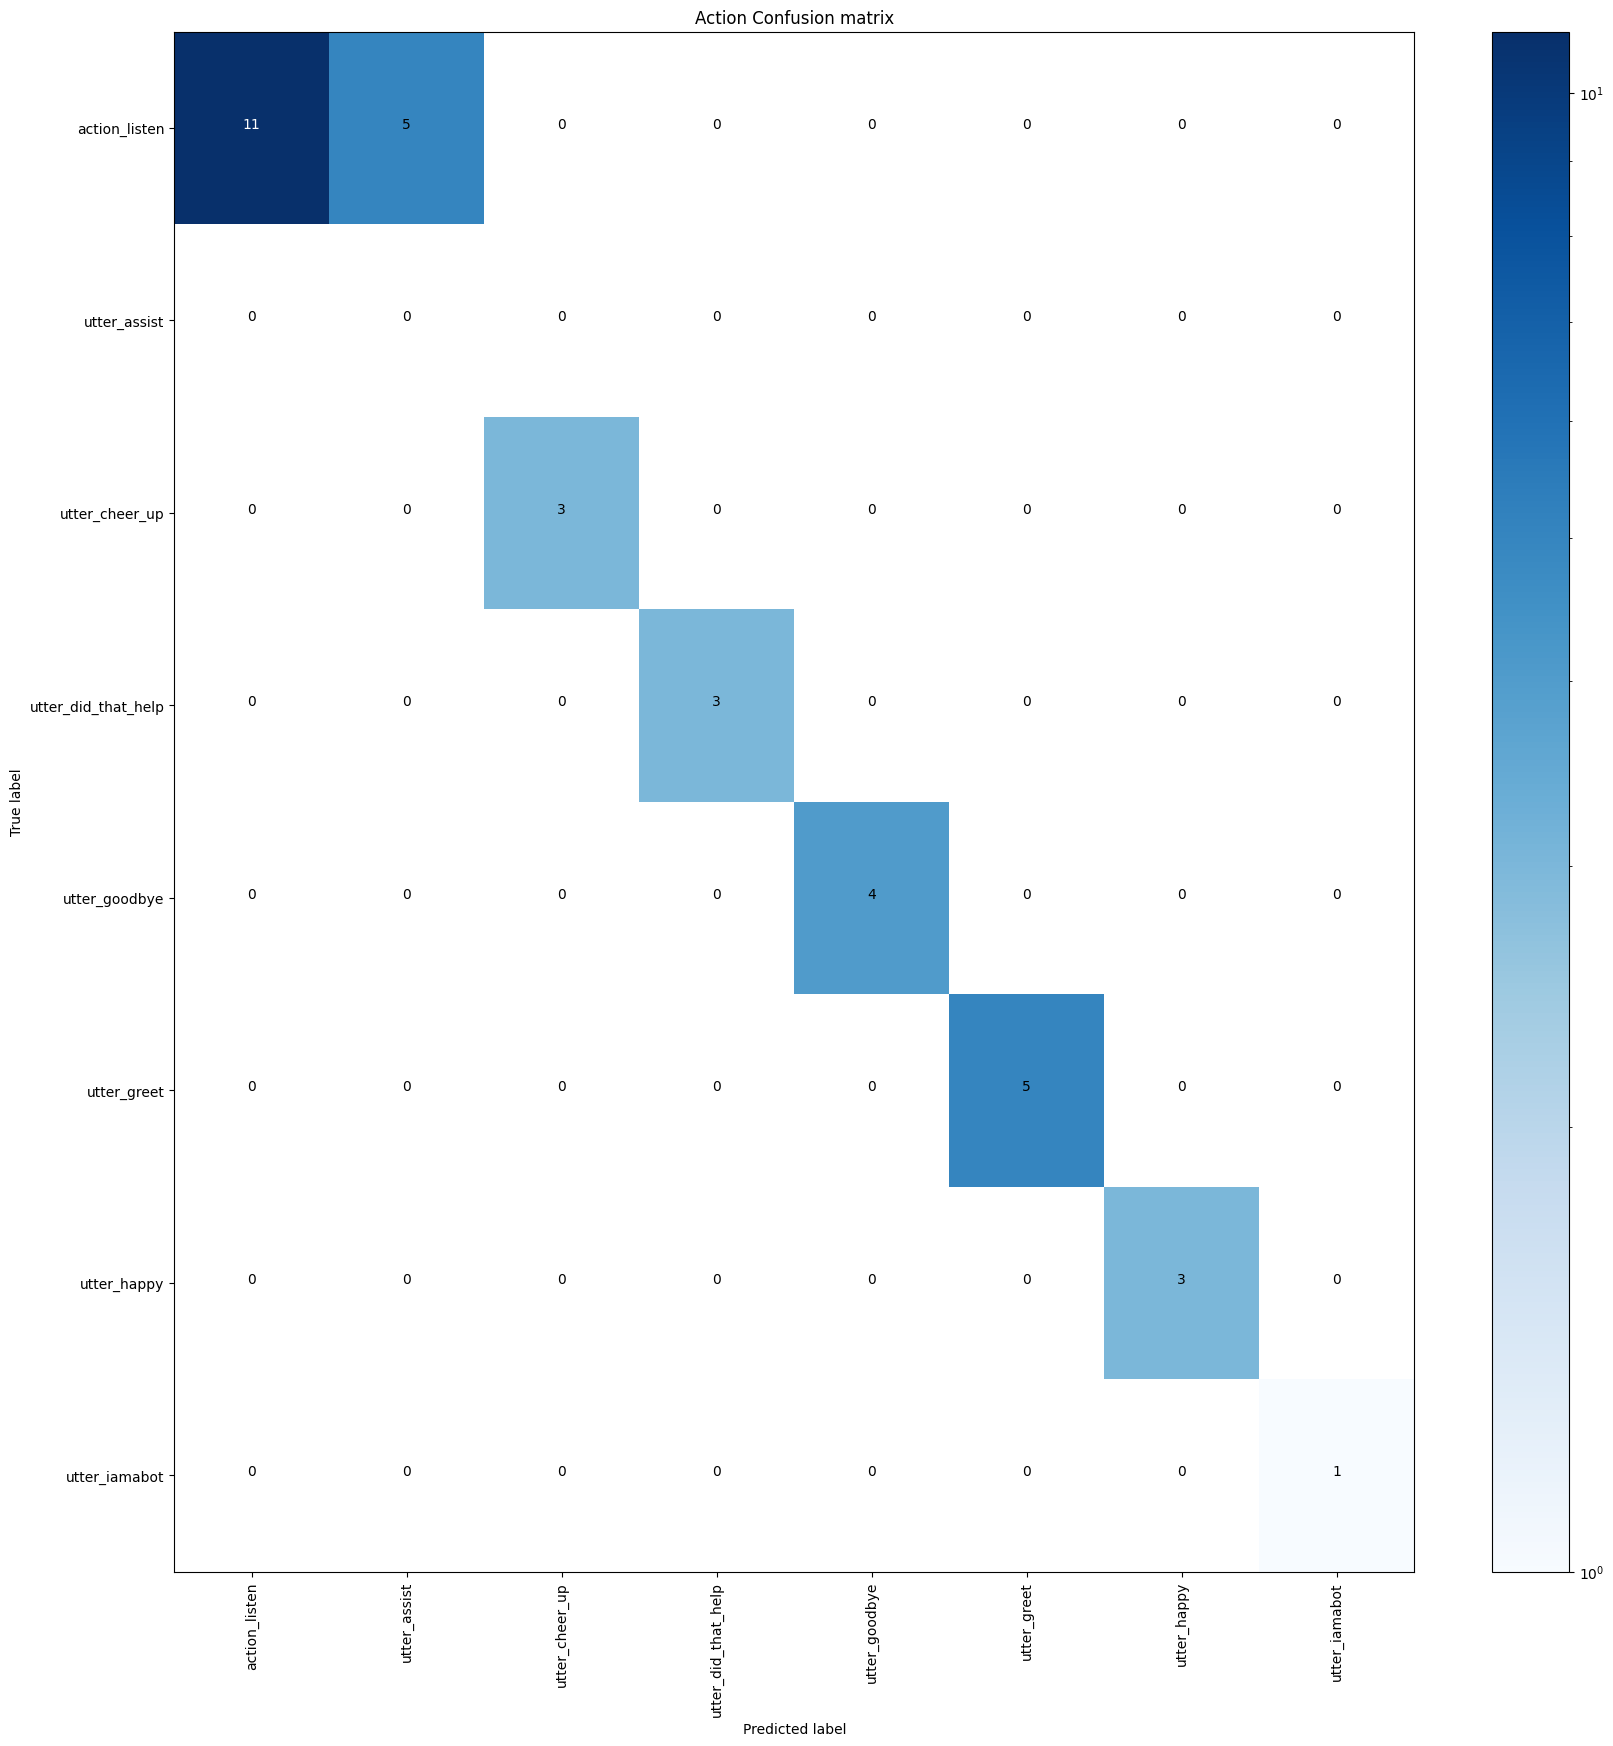 Action Confusion matrix
action_listen 11 5 0 0 0 0 0 0
utter_assist 0 0 0 0 0 0 0 0
utter_cheer_up 0 0 3 0 0 0 0 0
utter_did_that_help 0 0 0 3 0 0 0 0
utter_goodbye 0 0 0 0 4 0 0 0
utter_greet 0 0 0 0 0 5 0 0
utter_happy 0 0 0 0 0 0 3 0
utter_iamabot 0 0 0 0 0 0 0 1
True label
action_listen
utter_assist
utter_cheer_up
utter_did_that_help
utter_goodbye
utter_greet
utter_happy
utter_iamabot
Predicted label
10¹
10⁰